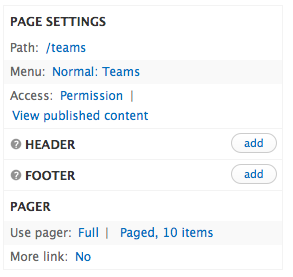 PAGE SETTINGS
Path: /teams
Menu: Normal: Teams
Access: Permission |
View published content
? HEADER add
? FOOTER add
PAGER
Use pager: Full | Paged, 10 items
More link: No